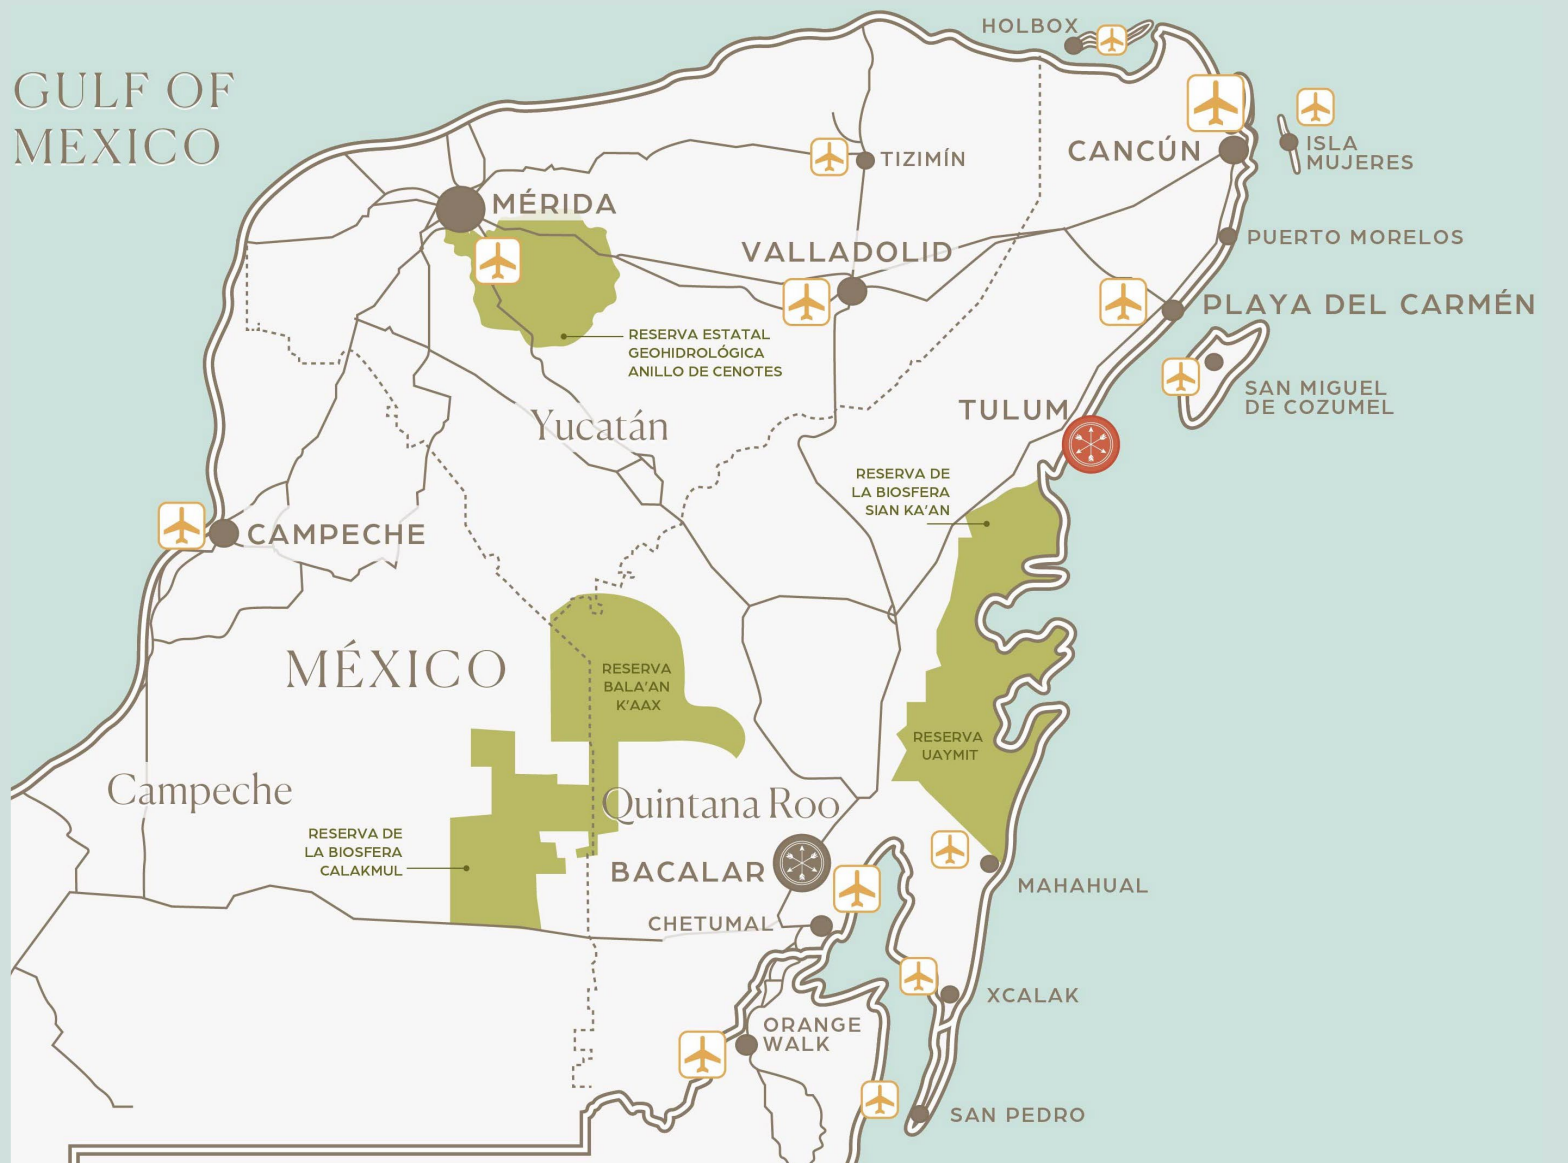 GULF OF
MEXICO
HOLBOX
TIZIMÍN
CANCÚN
ISLA
MUJERES
MÉRIDA
VALLADOLID
PUERTO MORELOS
PLAYA DEL CARMÉN
RESERVA ESTATAL
GEOHIDROLÓGICA
ANILLO DE CENOTES
SAN MIGUEL
DE COZUMEL
Yucatán
TULUM
RESERVA DE
LA BIOSFERA
SIAN KA'AN
CAMPECHE
MÉXICO
RESERVA
BALA'AN
K'AAX
RESERVA
UAYMIT
Campeche
Quintana Roo
RESERVA DE
LA BIOSFERA
CALAKMUL
BACALAR
MAHAHUAL
CHETUMAL
XCALAK
ORANGE
WALK
SAN PEDRO